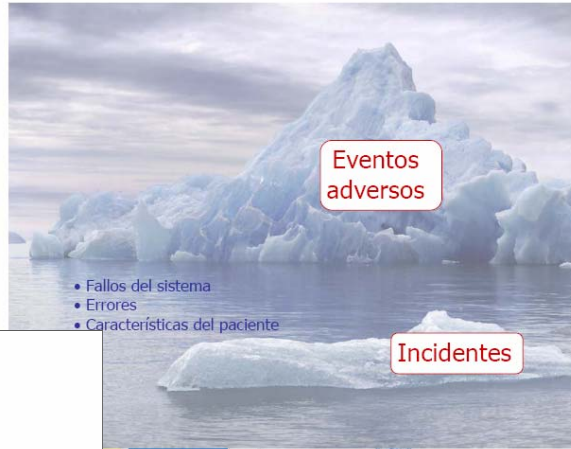 Eventos
adversos
• Fallos del sistema
• Errores
• Características del paciente
Incidentes